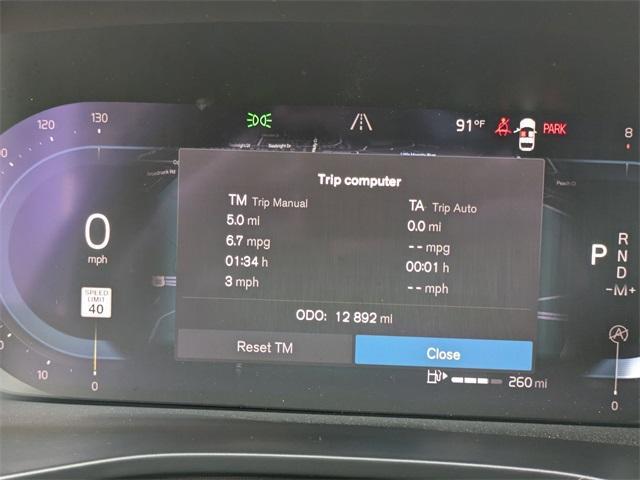 120 130
91°F PARK
8
Trip computer
TM Trip Manual TA Trip Auto
5.0 mi 0.0 mi
6.7 mpg -- mpg
01:34 h 00:01 h
3 mph -- mph
ODO: 12 892 mi
Reset TM Close
0
mph
SPEED
LIMIT
40
P
R
N
D
-M+
10 0
260 mi
0